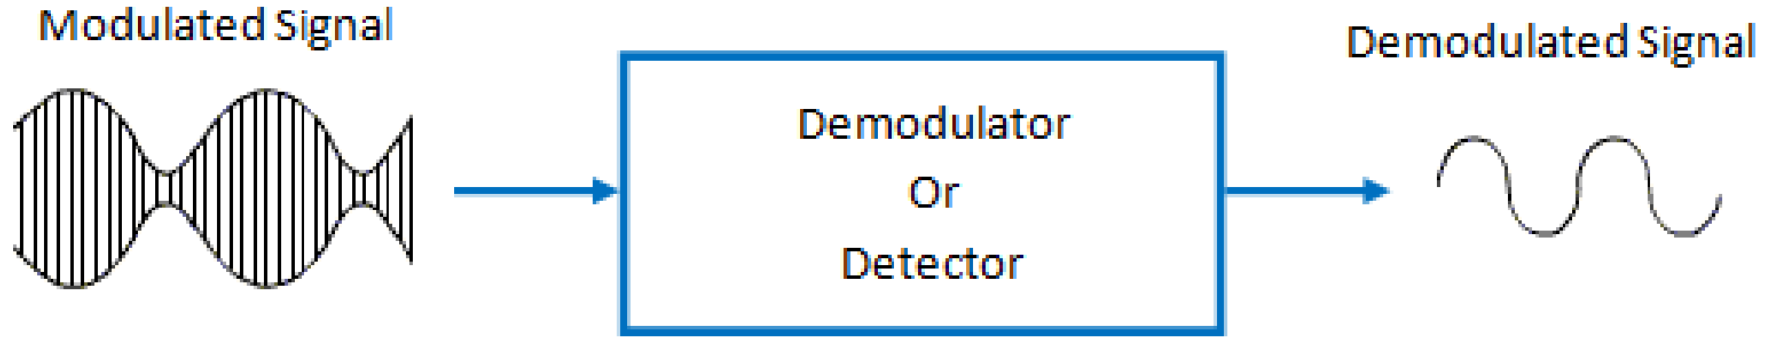 Modulated Signal
Demodulator
Or
Detector
Demodulated Signal